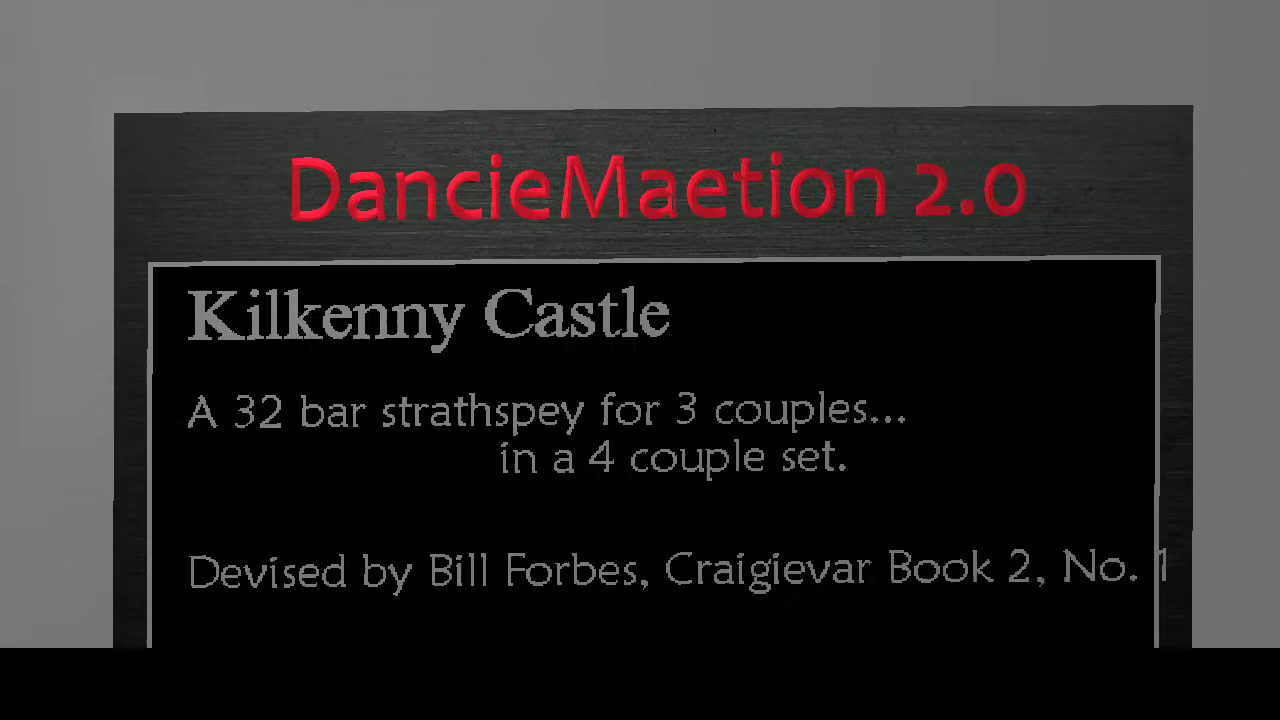 DancieMaetion 2.0
Kilkenny Castle
A 32 bar strathspey for 3 couples...
in a 4 couple set.
Devised by Bill Forbes, Craigievar Book 2, No. 1